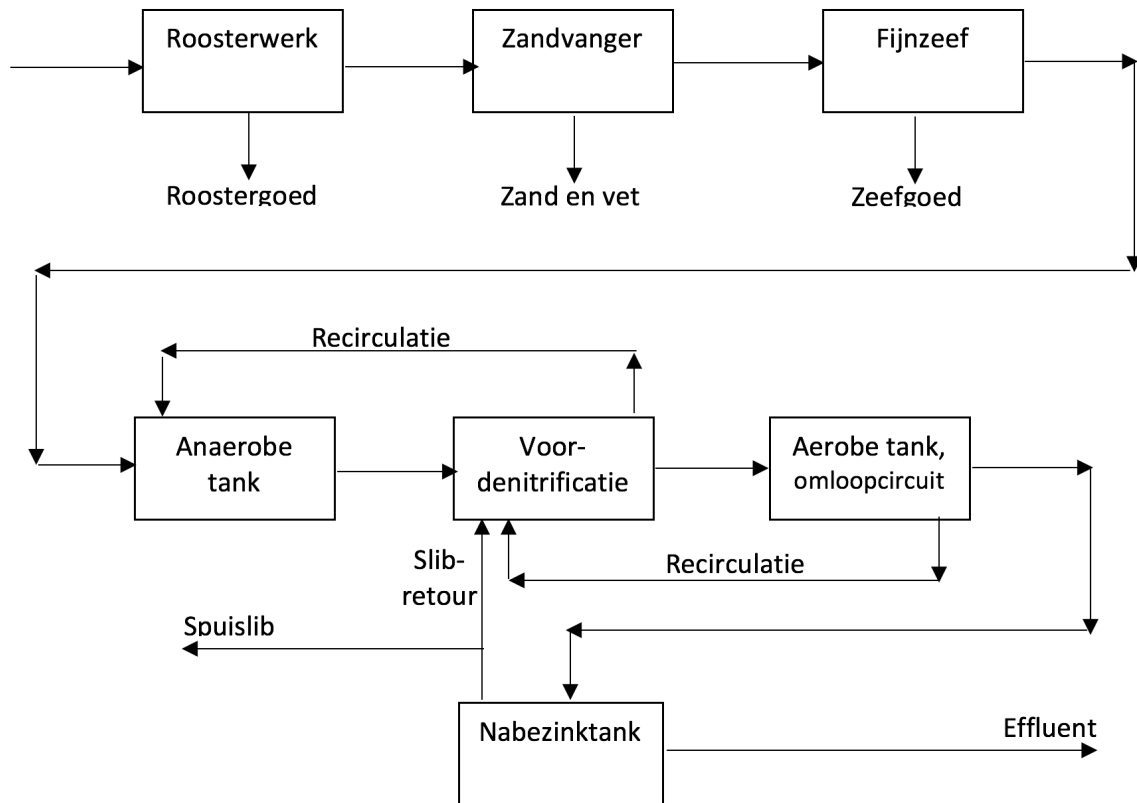 Roosterwerk
Zandvanger
Fijnzeef
Roostergoed
Zand en vet
Zeefgoed
Recirculatie
Anaerobe
tank
Voor-
denitrificatie
Aerobe tank,
omloopcircuit
Slib-
retour
Recirculatie
Spuislib
Nabezinktank
Effluent